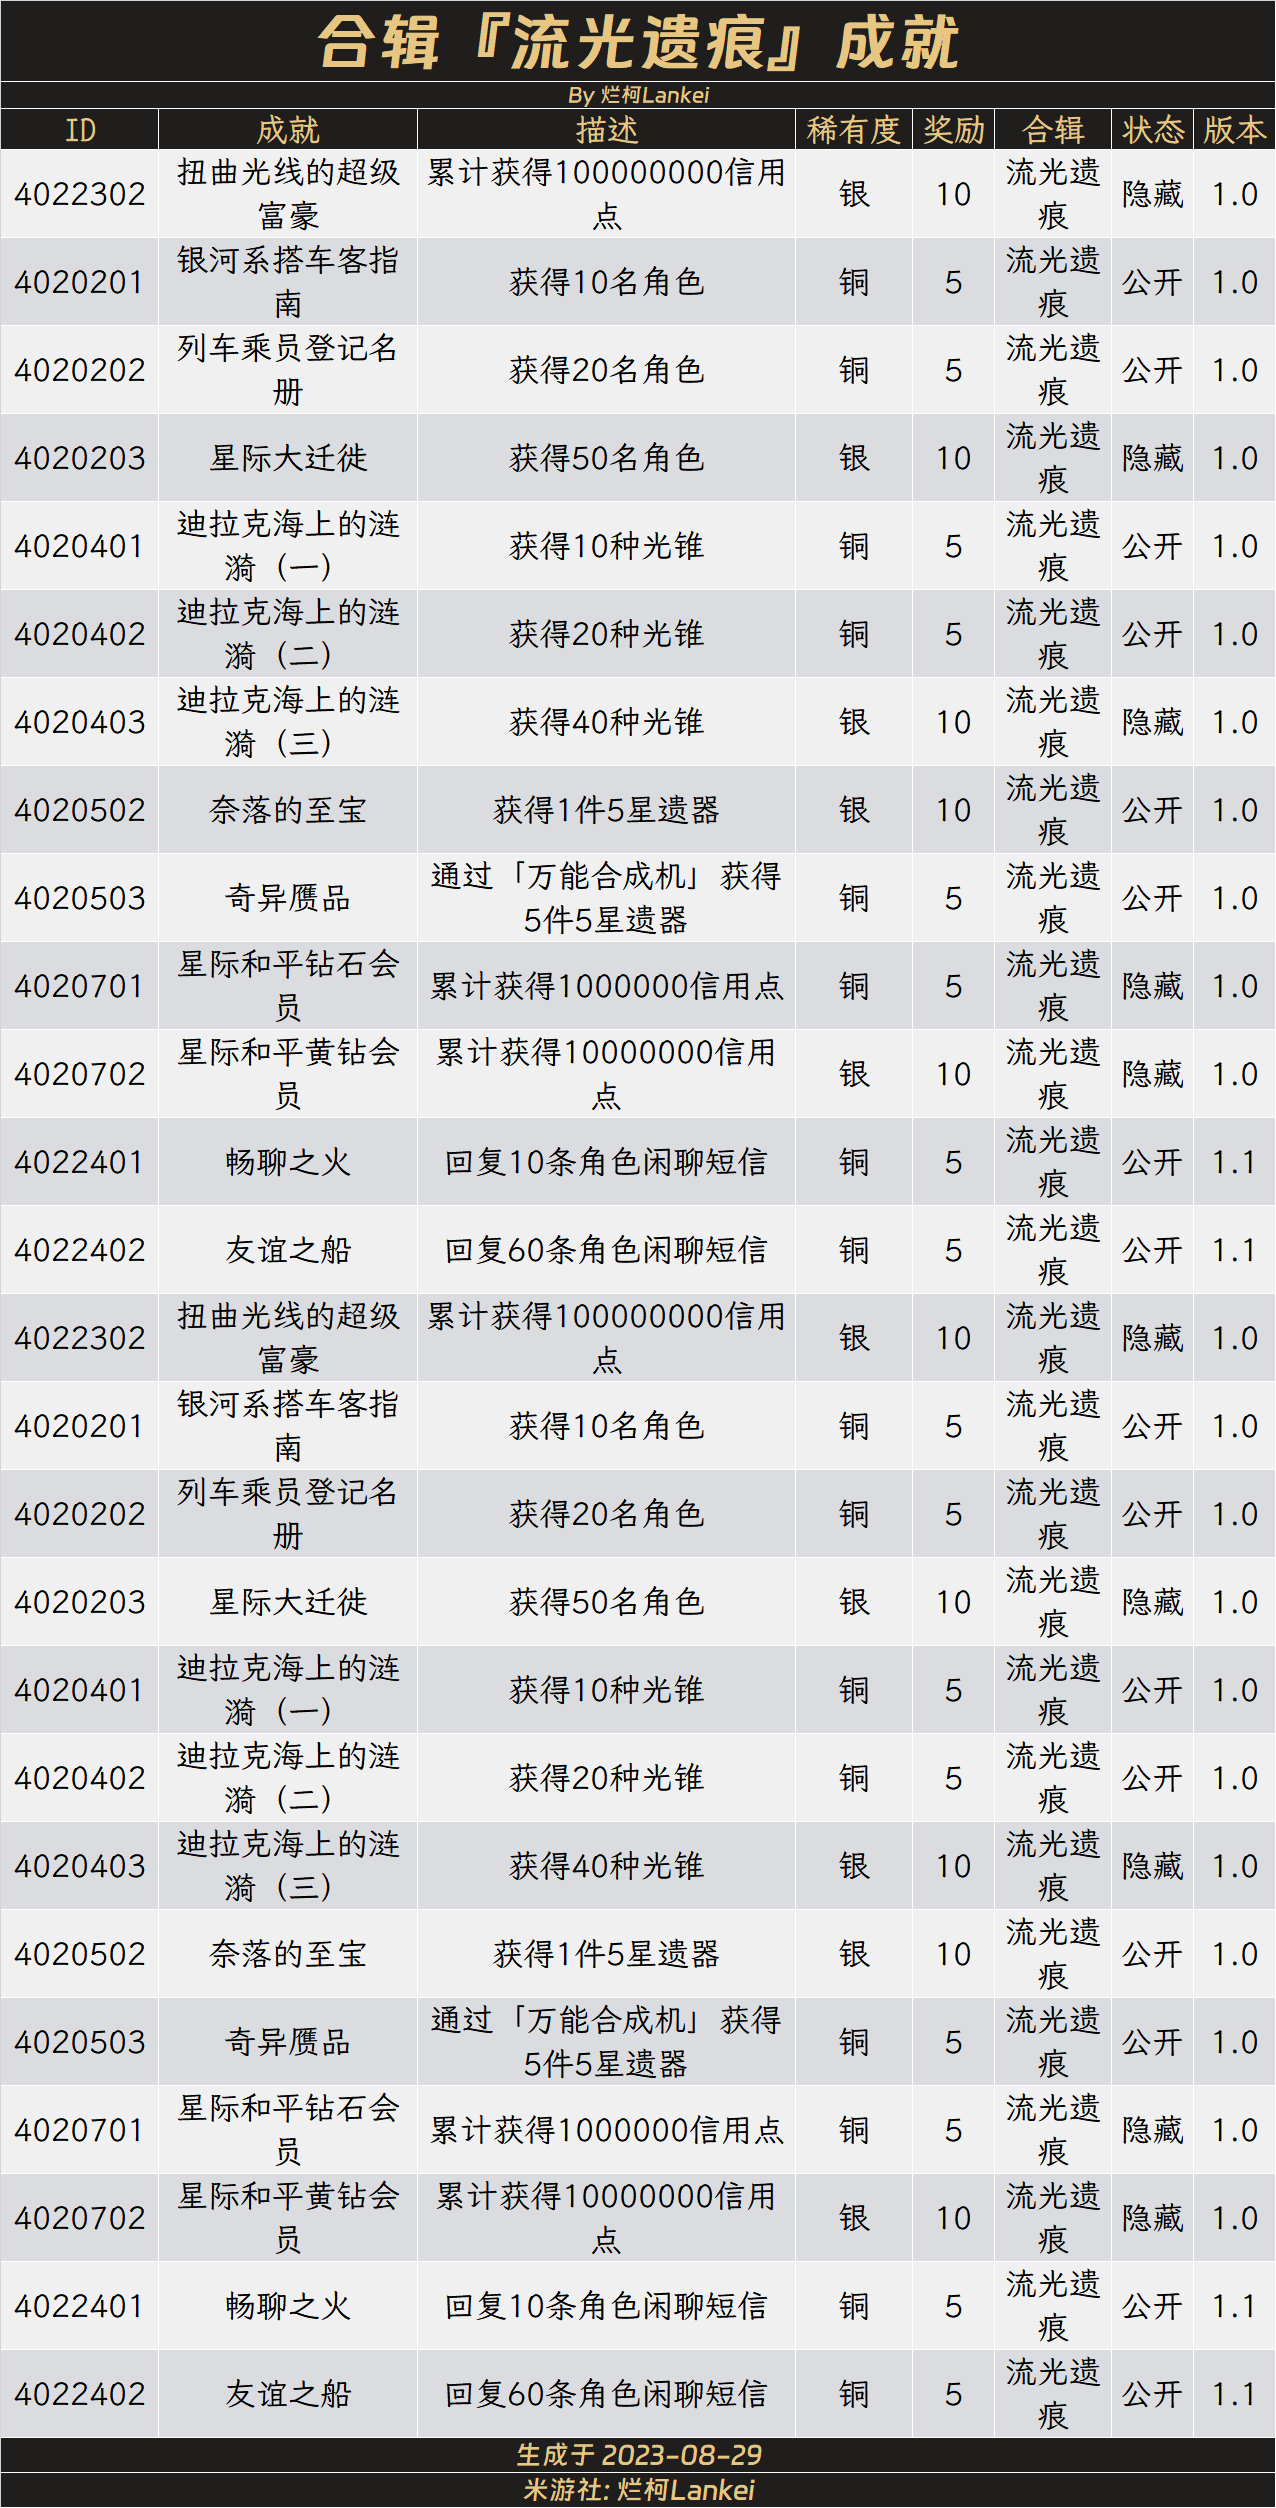 合辑『流光遗痕』成就
By 烂柯Lankei
ID 成就 描述 稀有度 奖励 合辑 状态 版本
4022302 扭曲光线的超级富豪 累计获得100000000信用点 银 10 流光遗痕 隐藏 1.0
4020201 银河系搭车客指南 获得10名角色 铜 5 流光遗痕 公开 1.0
4020202 列车乘员登记名册 获得20名角色 铜 5 流光遗痕 公开 1.0
4020203 星际大迁徙 获得50名角色 银 10 流光遗痕 隐藏 1.0
4020401 迪拉克海上的涟漪（一） 获得10种光锥 铜 5 流光遗痕 公开 1.0
4020402 迪拉克海上的涟漪（二） 获得20种光锥 铜 5 流光遗痕 公开 1.0
4020403 迪拉克海上的涟漪（三） 获得40种光锥 银 10 流光遗痕 隐藏 1.0
4020502 奈落的至宝 获得1件5星遗器 银 10 流光遗痕 公开 1.0
4020503 奇异赝品 通过「万能合成机」获得5件5星遗器 铜 5 流光遗痕 公开 1.0
4020701 星际和平钻石会员 累计获得1000000信用点 铜 5 流光遗痕 隐藏 1.0
4020702 星际和平黄钻会员 累计获得10000000信用点 银 10 流光遗痕 隐藏 1.0
4022401 畅聊之火 回复10条角色闲聊短信 铜 5 流光遗痕 公开 1.1
4022402 友谊之船 回复60条角色闲聊短信 铜 5 流光遗痕 公开 1.1
4022302 扭曲光线的超级富豪 累计获得100000000信用点 银 10 流光遗痕 隐藏 1.0
4020201 银河系搭车客指南 获得10名角色 铜 5 流光遗痕 公开 1.0
4020202 列车乘员登记名册 获得20名角色 铜 5 流光遗痕 公开 1.0
4020203 星际大迁徙 获得50名角色 银 10 流光遗痕 隐藏 1.0
4020401 迪拉克海上的涟漪（一） 获得10种光锥 铜 5 流光遗痕 公开 1.0
4020402 迪拉克海上的涟漪（二） 获得20种光锥 铜 5 流光遗痕 公开 1.0
4020403 迪拉克海上的涟漪（三） 获得40种光锥 银 10 流光遗痕 隐藏 1.0
4020502 奈落的至宝 获得1件5星遗器 银 10 流光遗痕 公开 1.0
4020503 奇异赝品 通过「万能合成机」获得5件5星遗器 铜 5 流光遗痕 公开 1.0
4020701 星际和平钻石会员 累计获得1000000信用点 铜 5 流光遗痕 隐藏 1.0
4020702 星际和平黄钻会员 累计获得10000000信用点 银 10 流光遗痕 隐藏 1.0
4022401 畅聊之火 回复10条角色闲聊短信 铜 5 流光遗痕 公开 1.1
4022402 友谊之船 回复60条角色闲聊短信 铜 5 流光遗痕 公开 1.1
生成于 2023-08-29
米游社: 烂柯Lankei